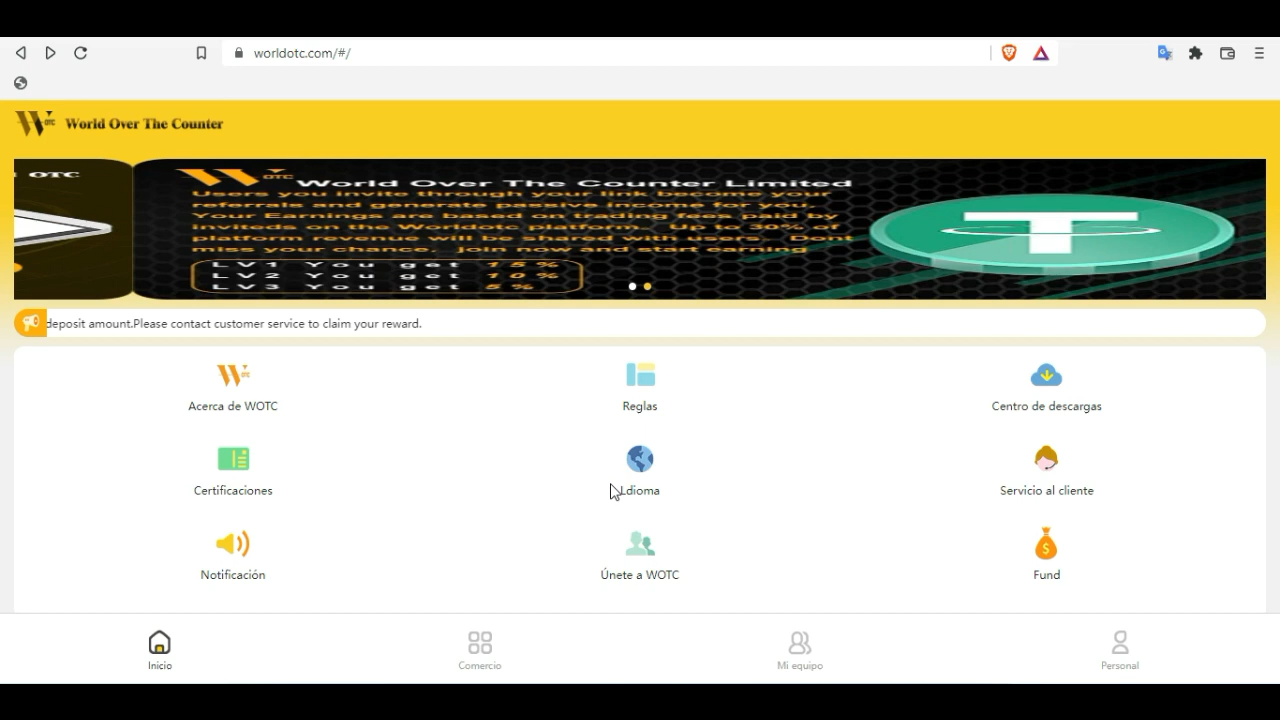 worldotc.com/#/
W OTC World Over The Counter
OTC
W OTC World Over The Counter Limited
Users you invite through your link become your
referrals and generate passive income for you.
Your Earnings are based on trading fees paid by
inviteds on the Worldotc platform. Up to 30% of
platform revenue will be shared with users. Dont
miss your chance. join now and start earning
LV1 You get 15%
LV2 You get 10%
LV3 You get 5%
deposit amount.Please contact customer service to claim your reward.
Acerca de WOTC
Reglas
Centro de descargas
Certificaciones
Idioma
Servicio al cliente
Notificación
Únete a WOTC
Fund
Inicio
Comercio
Mi equipo
Personal